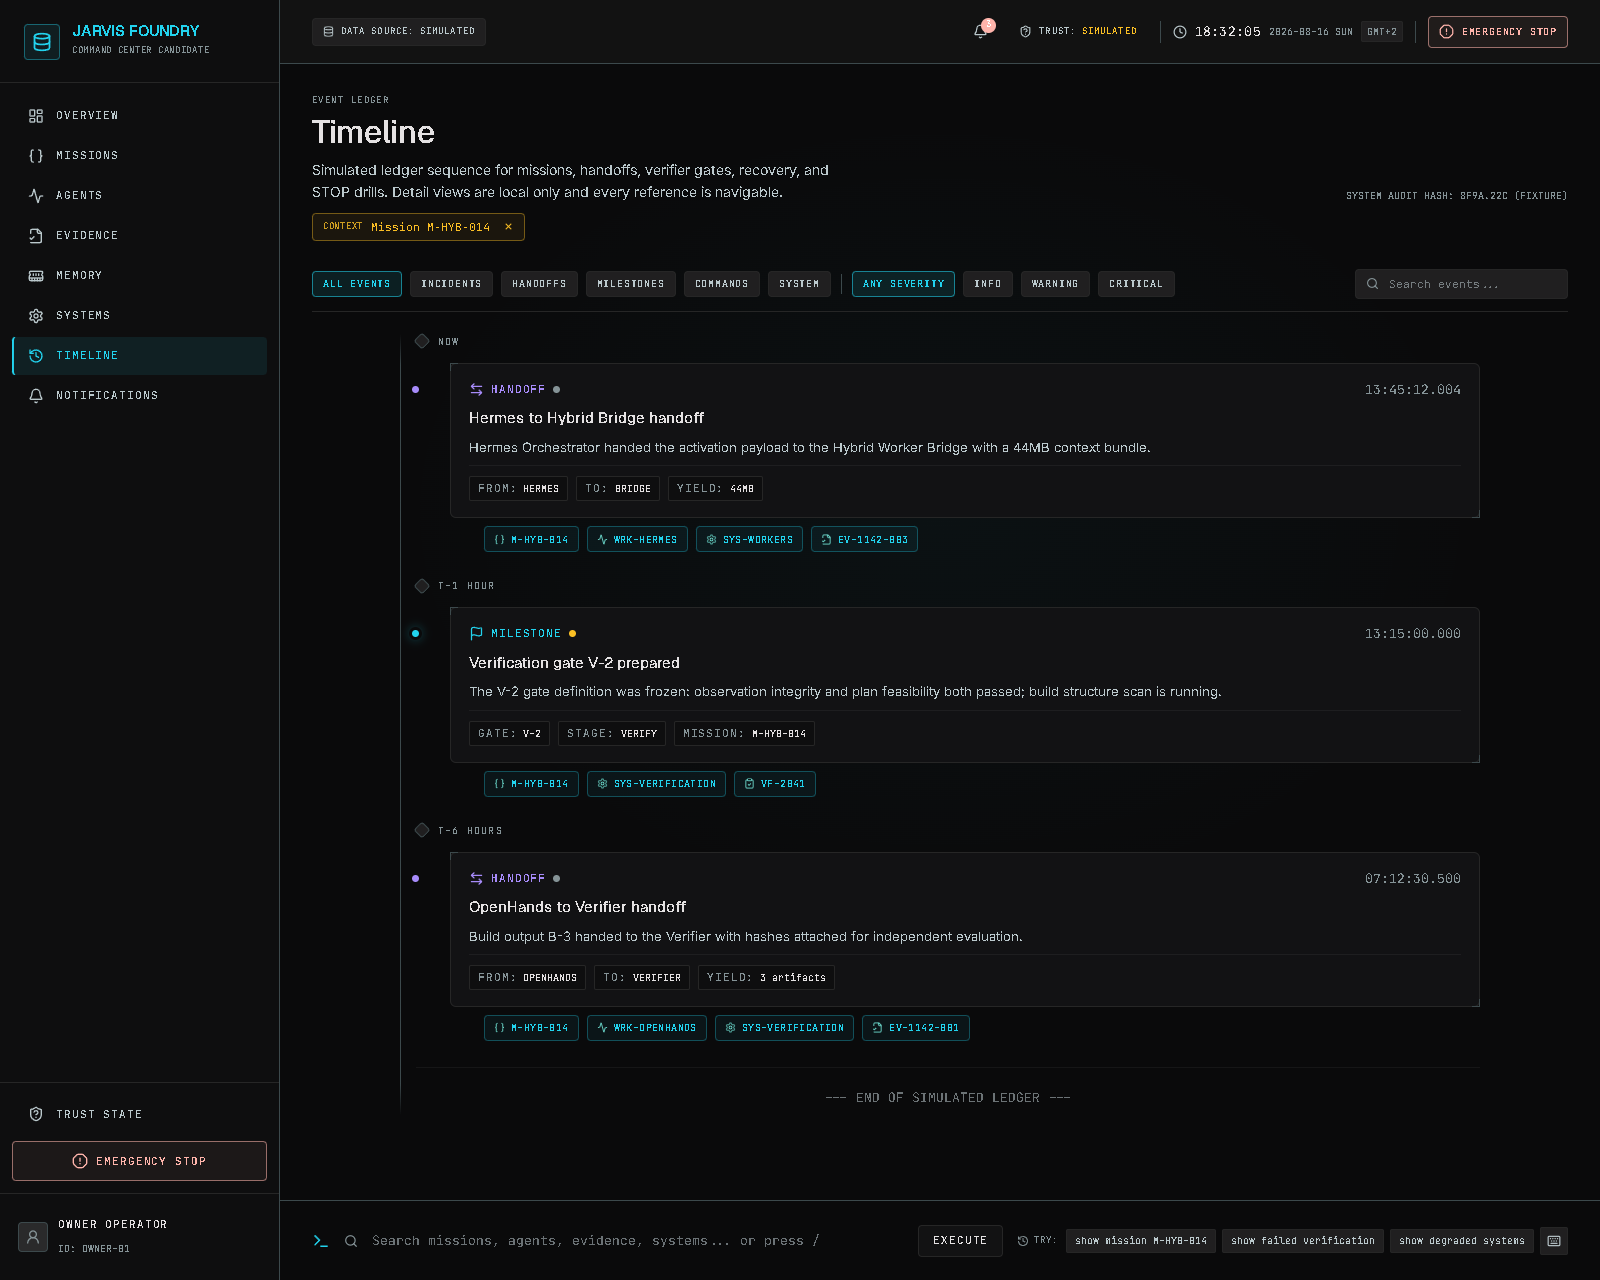 JARVIS FOUNDRY
COMMAND CENTER CANDIDATE
OVERVIEW
MISSIONS
AGENTS
EVIDENCE
MEMORY
SYSTEMS
TIMELINE
NOTIFICATIONS
TRUST STATE
EMERGENCY STOP
OWNER OPERATOR
ID: OWNER-01
DATA SOURCE: SIMULATED
3
TRUST: SIMULATED
18:32:05 2026-08-16 SUN GMT+2
EMERGENCY STOP
EVENT LEDGER
Timeline
Simulated ledger sequence for missions, handoffs, verifier gates, recovery, and
STOP drills. Detail views are local only and every reference is navigable.
SYSTEM AUDIT HASH: 8F9A.22C (FIXTURE)
CONTEXT Mission M-HYB-014 ×
ALL EVENTS INCIDENTS HANDOFFS MILESTONES COMMANDS SYSTEM ANY SEVERITY INFO WARNING CRITICAL
Search events...
NOW
HANDOFF 13:45:12.004
Hermes to Hybrid Bridge handoff
Hermes Orchestrator handed the activation payload to the Hybrid Worker Bridge with a 44MB context bundle.
FROM: HERMES TO: BRIDGE YIELD: 44MB
M-HYB-014 WRK-HERMES SYS-WORKERS EV-1142-003
T-1 HOUR
MILESTONE 13:15:00.000
Verification gate V-2 prepared
The V-2 gate definition was frozen: observation integrity and plan feasibility both passed; build structure scan is running.
GATE: V-2 STAGE: VERIFY MISSION: M-HYB-014
M-HYB-014 SYS-VERIFICATION VF-2041
T-6 HOURS
HANDOFF 07:12:30.500
OpenHands to Verifier handoff
Build output B-3 handed to the Verifier with hashes attached for independent evaluation.
FROM: OPENHANDS TO: VERIFIER YIELD: 3 artifacts
M-HYB-014 WRK-OPENHANDS SYS-VERIFICATION EV-1142-001
--- END OF SIMULATED LEDGER ---
Search missions, agents, evidence, systems... or press /
EXECUTE
TRY: show mission M-HYB-014 show failed verification show degraded systems